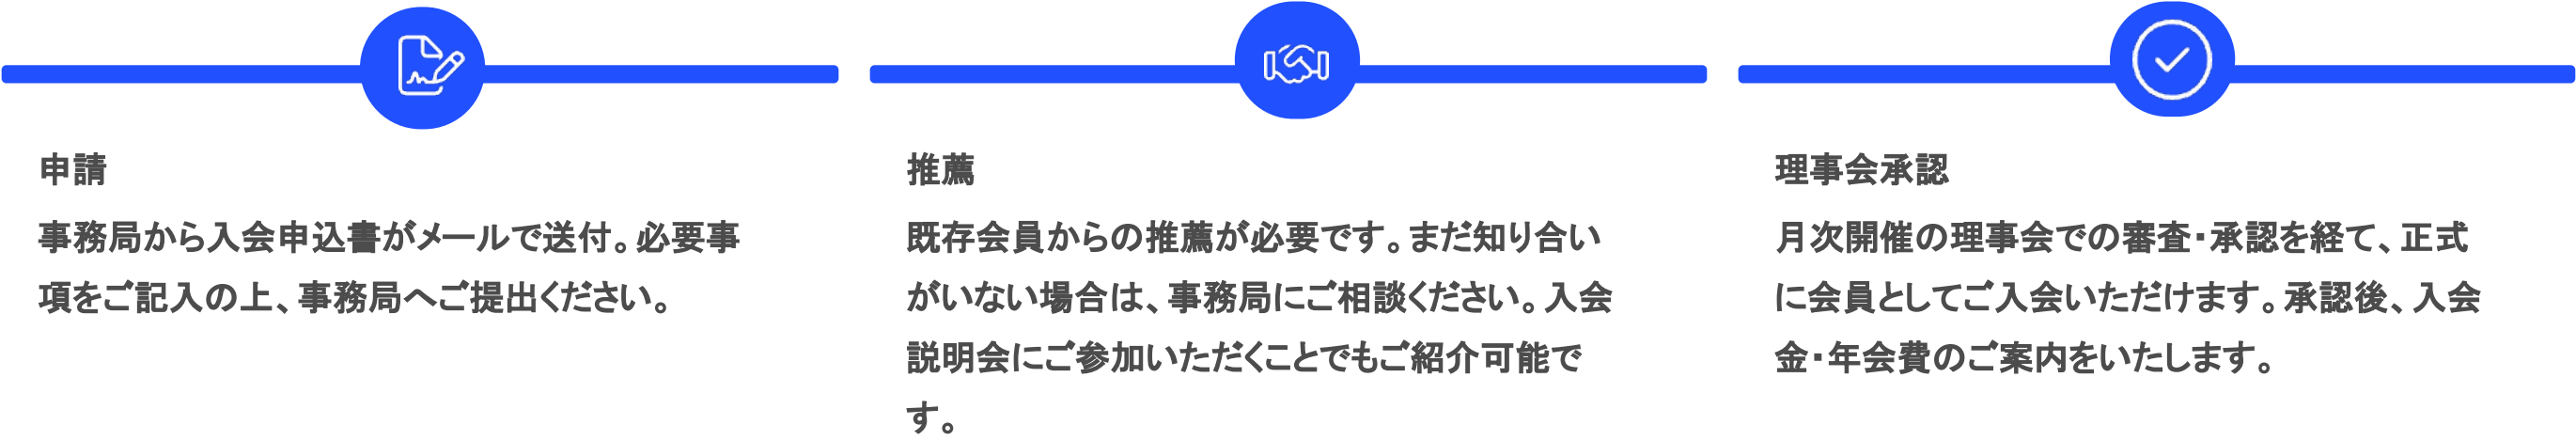 申請
事務局から入会申込書がメールで送付。必要事
項をご記入の上、事務局へご提出ください。
推薦
既存会員からの推薦が必要です。まだ知り合い
がいない場合は、事務局にご相談ください。入会
説明会にご参加いただくことでもご紹介可能で
す。
理事会承認
月次開催の理事会での審査・承認を経て、正式
に会員としてご入会いただけます。承認後、入会
金・年会費のご案内をいたします。